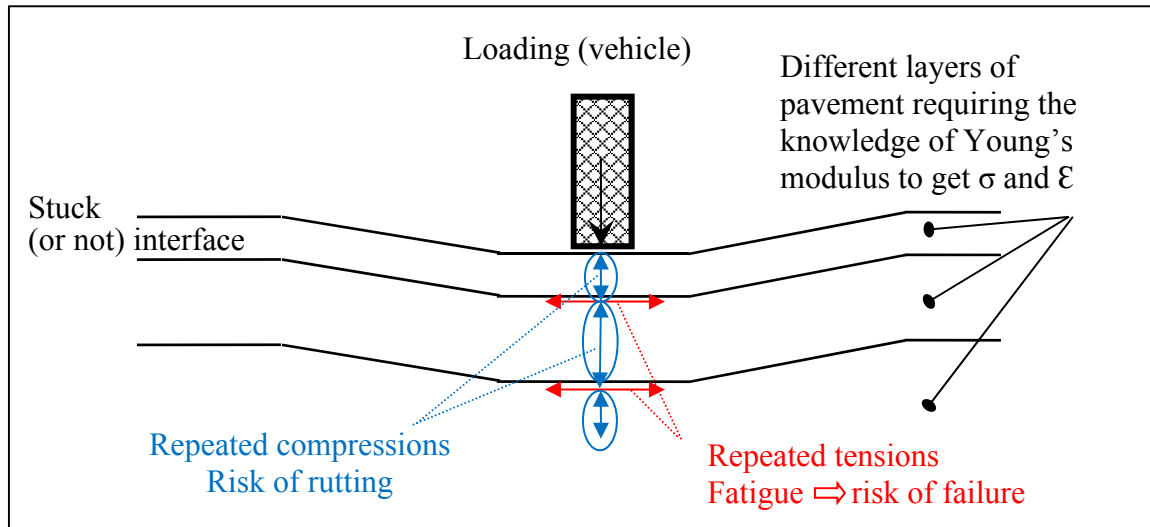 Loading (vehicle)
Different layers of
pavement requiring the
knowledge of Young’s
modulus to get σ and Ɛ
Stuck
(or not) interface
Repeated compressions
Risk of rutting
Repeated tensions
Fatigue ⇨ risk of failure